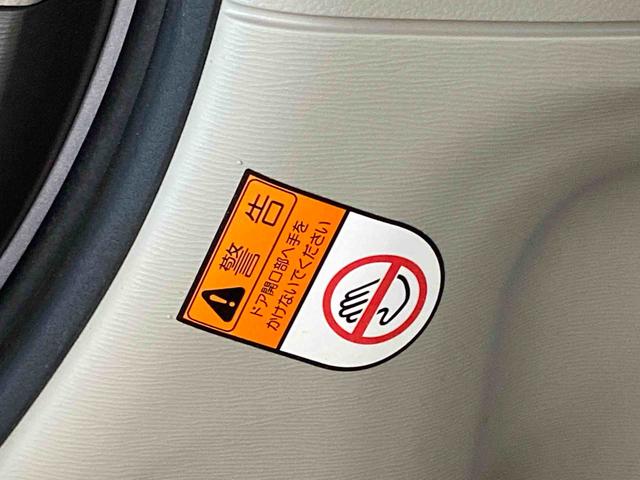 警告
ドア開口部へ手を
かけないでください